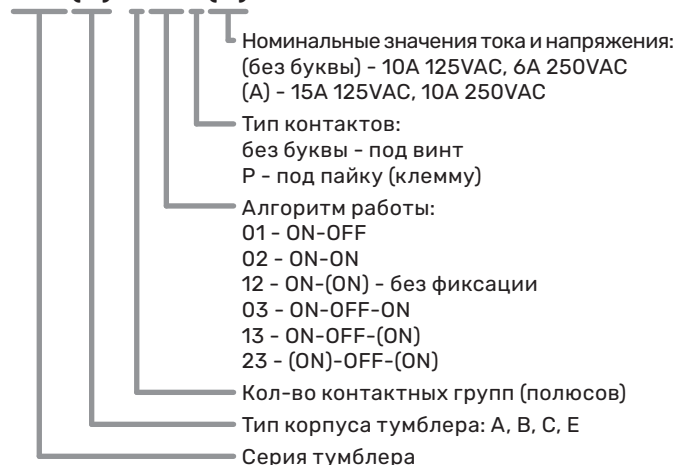 Номинальные значения тока и напряжения:
(без буквы) - 10А 125VAC, 6А 250VAC
(А) - 15А 125VAC, 10А 250VAC
Тип контактов:
без буквы - под винт
Р - под пайку (клемму)
Алгоритм работы:
01 - ON-OFF
02 - ON-ON
12 - ON-(ON) - без фиксации
03 - ON-OFF-ON
13 - ON-OFF-(ON)
23 - (ON)-OFF-(ON)
Кол-во контактных групп (полюсов)
Тип корпуса тумблера: А, В, С, Е
Серия тумблера